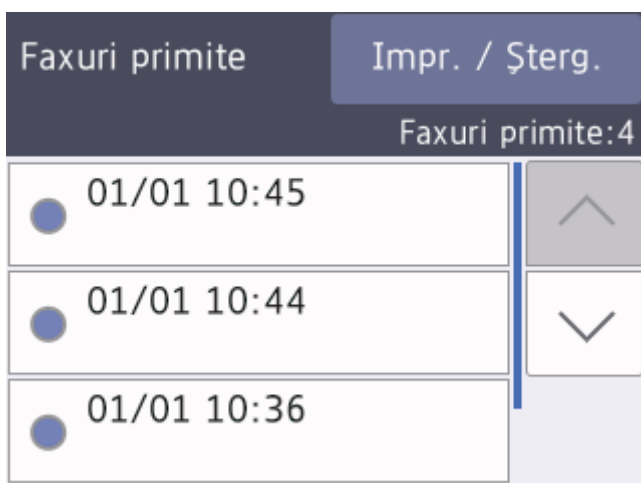 Faxuri primite
Impr. / Şterg.
Faxuri primite:4
01/01 10:45
01/01 10:44
01/01 10:36